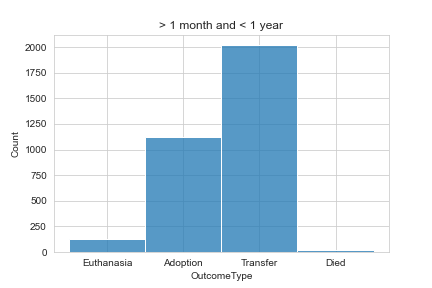 > 1 month and < 1 year
2000
1750
1500
1250
1000
750
500
250
0
Count
Euthanasia Adoption Transfer Died
OutcomeType